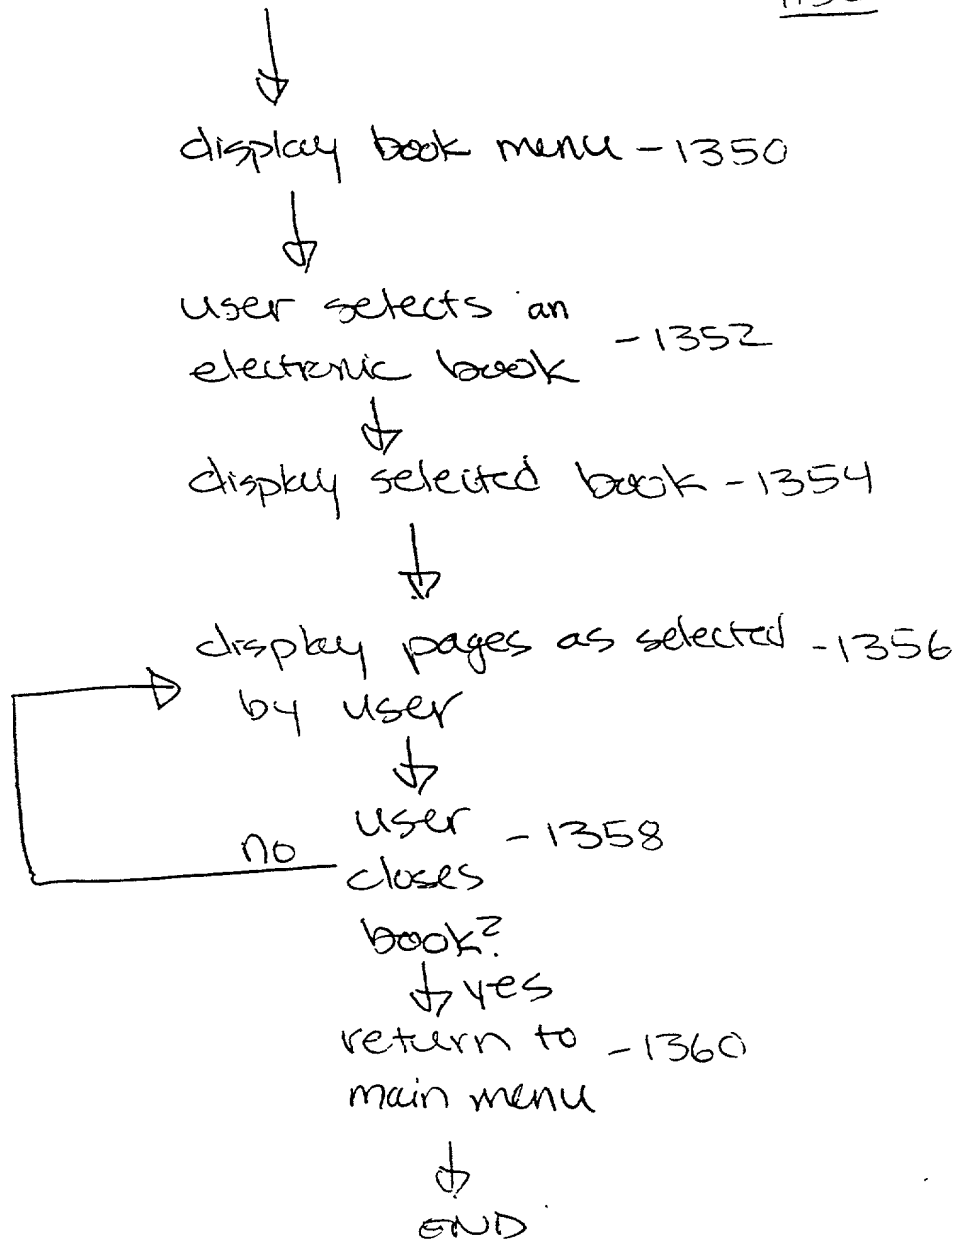 display book menu - 1350
user selects an
electronic book - 1352
display selected book - 1354
display pages as selected - 1356
by user
user - 1358
no
closes
book?
yes
return to - 1360
main menu
END